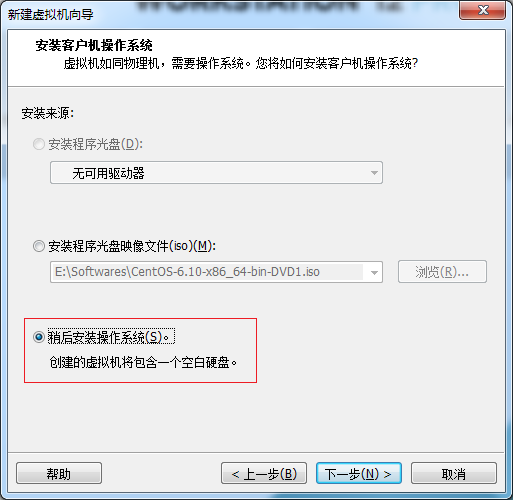 WORKSTATION 12
新建虚拟机向导
安装客户机操作系统
虚拟机如同物理机，需要操作系统。您将如何安装客户机操作系统?
安装来源:
安装程序光盘(D):
无可用驱动器
安装程序光盘映像文件(iso)(M):
E:\Softwares\CentOS-6.10-x86_64-bin-DVD1.iso
浏览(R)...
稍后安装操作系统(S)。
创建的虚拟机将包含一个空白硬盘。
帮助
< 上一步(B)
下一步(N) >
取消